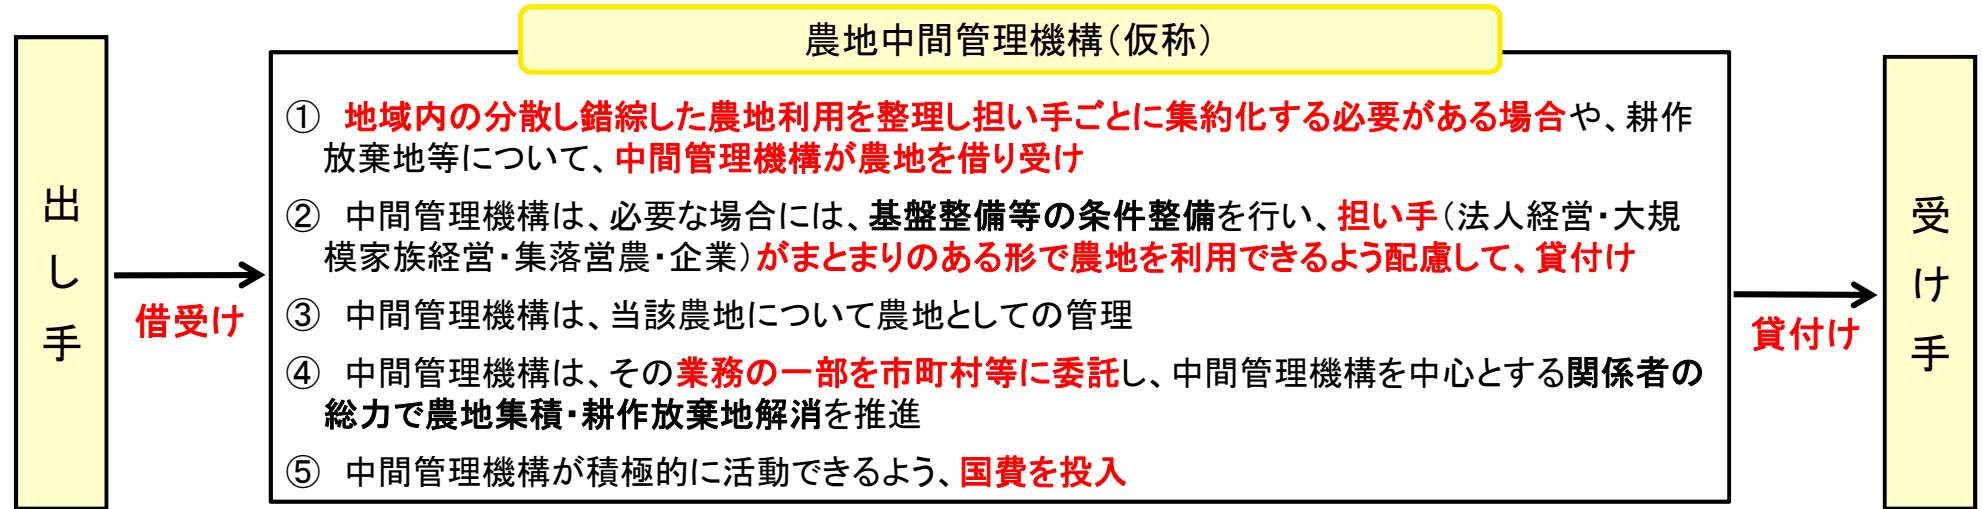 農地中間管理機構（仮称）
出し手
借受け
① 地域内の分散し錯綜した農地利用を整理し担い手ごとに集約化する必要がある場合や、耕作
放棄地等について、中間管理機構が農地を借り受け
② 中間管理機構は、必要な場合には、基盤整備等の条件整備を行い、担い手（法人経営・大規
模家族経営・集落営農・企業）がまとまりのある形で農地を利用できるよう配慮して、貸付け
③ 中間管理機構は、当該農地について農地としての管理
④ 中間管理機構は、その業務の一部を市町村等に委託し、中間管理機構を中心とする関係者の
総力で農地集積・耕作放棄地解消を推進
⑤ 中間管理機構が積極的に活動できるよう、国費を投入
貸付け
受け手